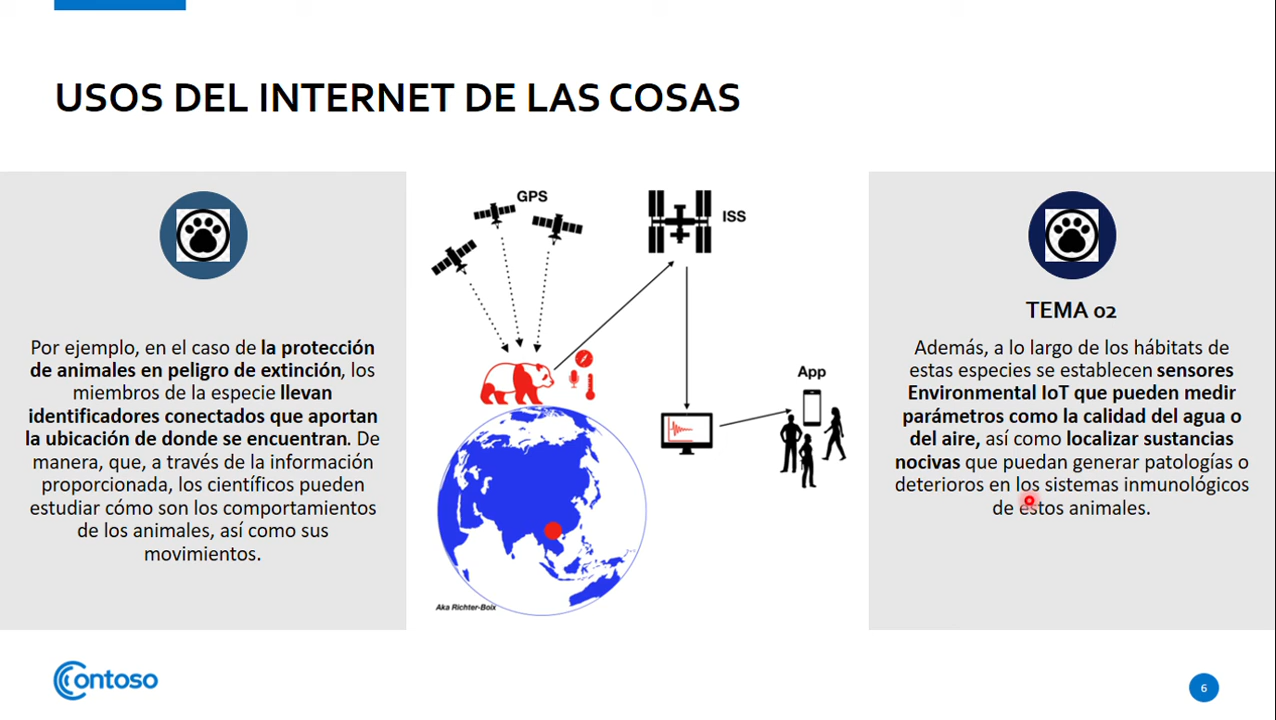 USOS DEL INTERNET DE LAS COSAS
Por ejemplo, en el caso de la protección
de animales en peligro de extinción, los
miembros de la especie llevan
identificadores conectados que aportan
la ubicación de donde se encuentran. De
manera, que, a través de la información
proporcionada, los científicos pueden
estudiar cómo son los comportamientos
de los animales, así como sus
movimientos.
GPS
ISS
App
Aka Richter-Boix
TEMA 02
Además, a lo largo de los hábitats de
estas especies se establecen sensores
Environmental IoT que pueden medir
parámetros como la calidad del agua o
del aire, así como localizar sustancias
nocivas que puedan generar patologías o
deterioros en los sistemas inmunológicos
de estos animales.
Contoso
6